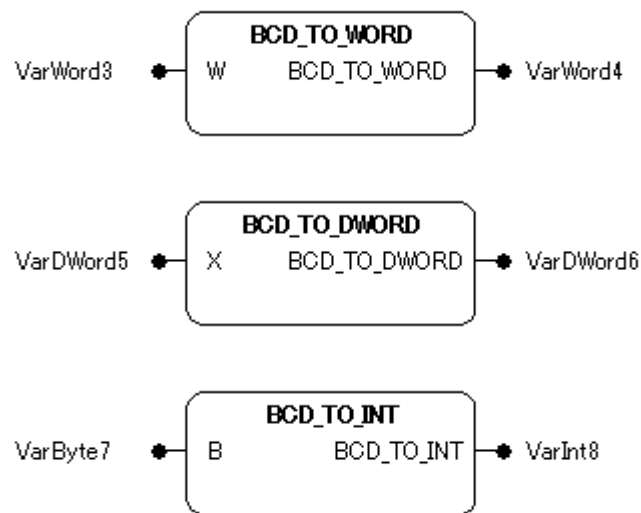 BCD_TO_WORD
VarWord3 W BCD_TO_WORD VarWord4
BCD_TO_DWORD
VarDWord5 X BCD_TO_DWORD VarDWord6
BCD_TO_INT
VarByte7 B BCD_TO_INT VarInt8